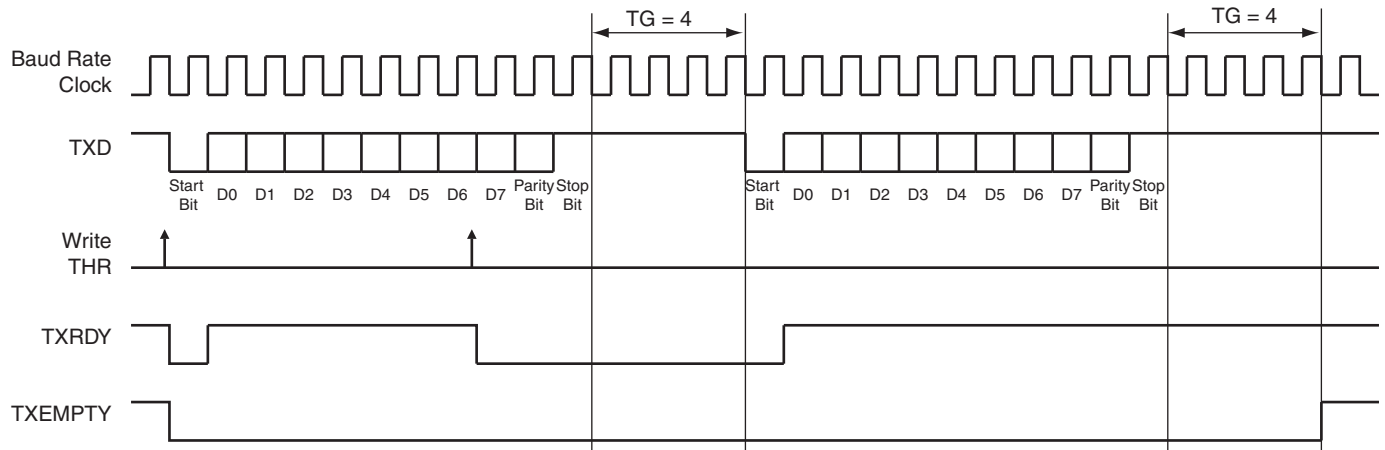 TG = 4
TG = 4
Baud Rate
Clock
TXD
Start
Bit
D0
D1
D2
D3
D4
D5
D6
D7
Parity
Bit
Stop
Bit
Start
Bit
D0
D1
D2
D3
D4
D5
D6
D7
Parity
Bit
Stop
Bit
Write
THR
TXRDY
TXEMPTY